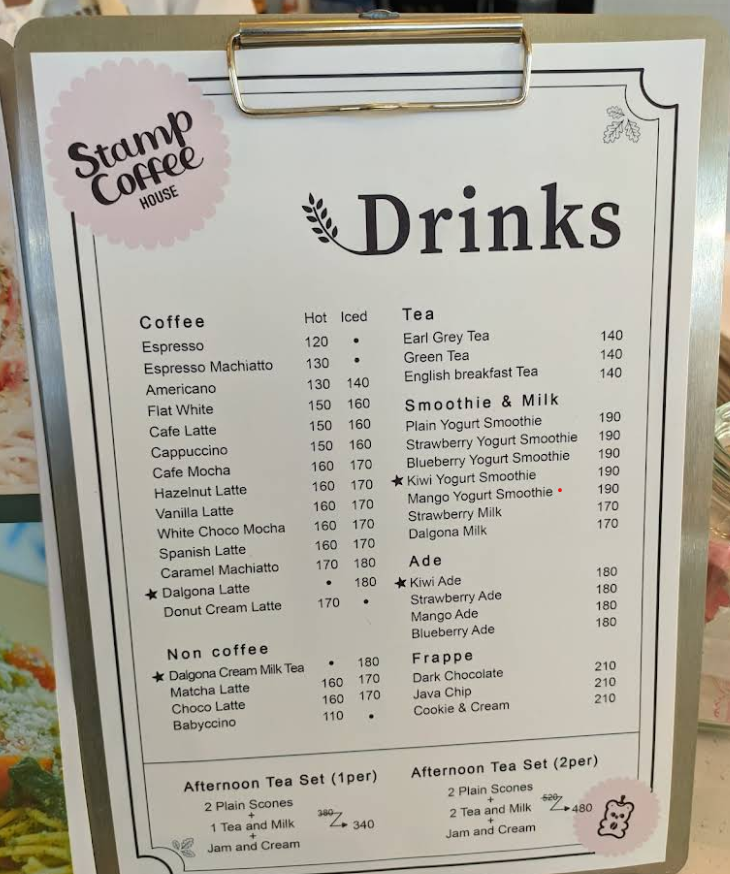 Stamp
Coffee
HOUSE
Drinks
Coffee Hot Iced
Espresso 120 •
Espresso Machiatto 130 •
Americano 130 140
Flat White 150 160
Cafe Latte 150 160
Cappuccino 150 160
Cafe Mocha 160 170
Hazelnut Latte 160 170
Vanilla Latte 160 170
White Choco Mocha 160 170
Spanish Latte 160 170
Caramel Machiatto 170 180
★ Dalgona Latte • 180
Donut Cream Latte 170 •
Non coffee
★ Dalgona Cream Milk Tea • 180
Matcha Latte 160 170
Choco Latte 160 170
Babyccino 110 •
Tea
Earl Grey Tea 140
Green Tea 140
English breakfast Tea 140
Smoothie & Milk
Plain Yogurt Smoothie 190
Strawberry Yogurt Smoothie 190
Blueberry Yogurt Smoothie 190
★ Kiwi Yogurt Smoothie 190
Mango Yogurt Smoothie • 190
Strawberry Milk 170
Dalgona Milk 170
Ade
★ Kiwi Ade 180
Strawberry Ade 180
Mango Ade 180
Blueberry Ade 180
Frappe
Dark Chocolate 210
Java Chip 210
Cookie & Cream 210
Afternoon Tea Set (1per)
2 Plain Scones
+
1 Tea and Milk 380 340
+
Jam and Cream
Afternoon Tea Set (2per)
2 Plain Scones
+
2 Tea and Milk 520 480
+
Jam and Cream